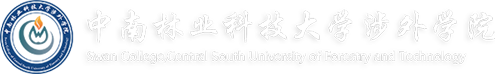 中南林业科技大学涉外学院
Swan College,Central South University of Forestry and Technology